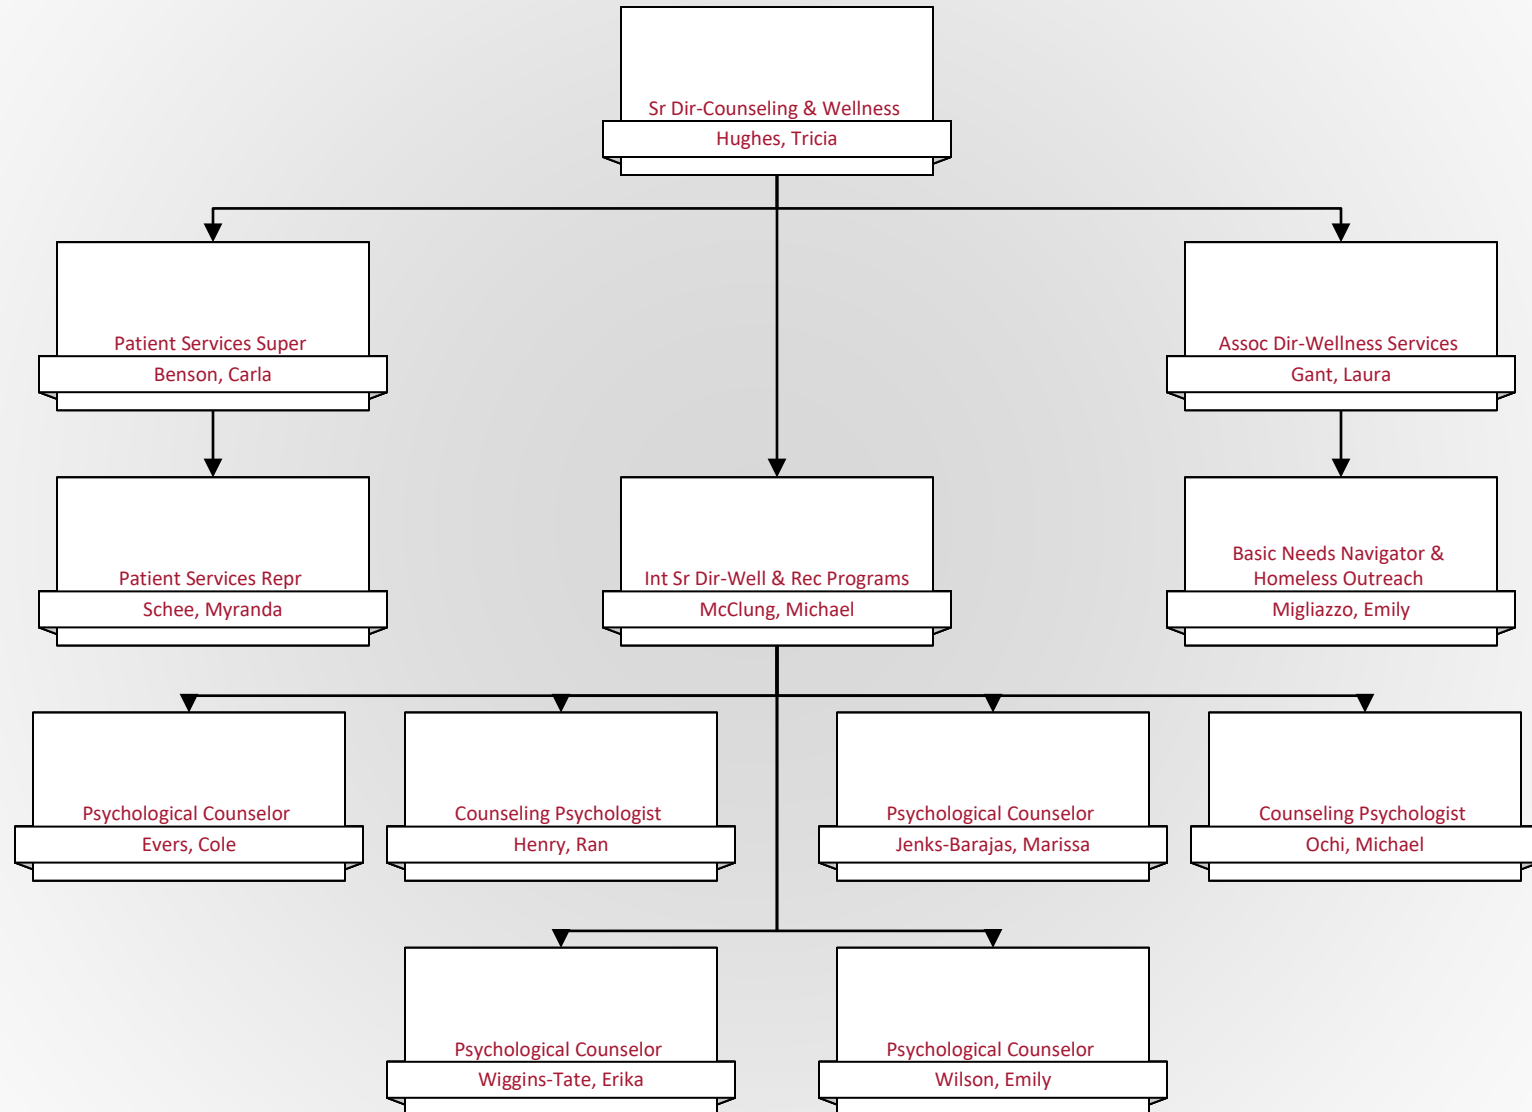 Sr Dir-Counseling & Wellness
Hughes, Tricia
Patient Services Super
Benson, Carla
Assoc Dir-Wellness Services
Gant, Laura
Patient Services Repr
Schee, Myranda
Int Sr Dir-Well & Rec Programs
McClung, Michael
Basic Needs Navigator &
Homeless Outreach
Migliazzo, Emily
Psychological Counselor
Evers, Cole
Counseling Psychologist
Henry, Ran
Psychological Counselor
Jenks-Barajas, Marissa
Counseling Psychologist
Ochi, Michael
Psychological Counselor
Wiggins-Tate, Erika
Psychological Counselor
Wilson, Emily